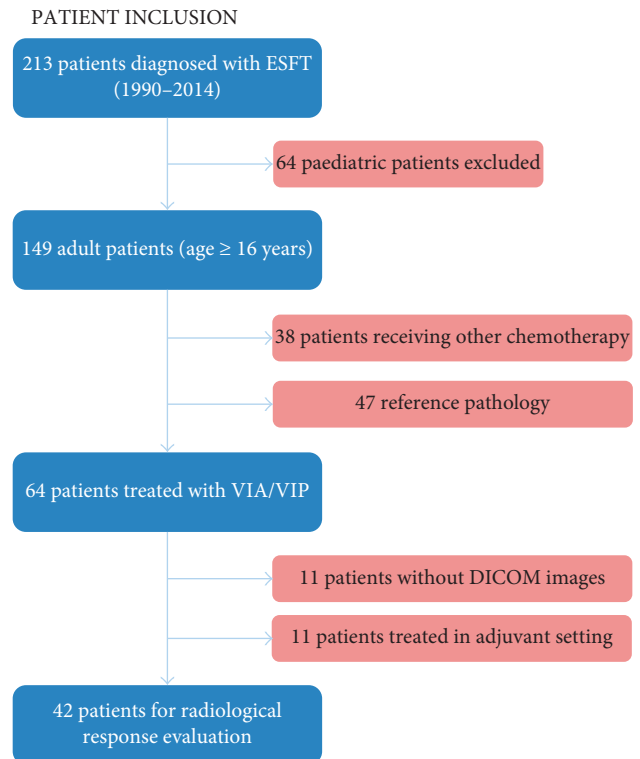 PATIENT INCLUSION
213 patients diagnosed with ESFT
(1990–2014)
64 paediatric patients excluded
149 adult patients (age ≥ 16 years)
38 patients receiving other chemotherapy
47 reference pathology
64 patients treated with VIA/VIP
11 patients without DICOM images
11 patients treated in adjuvant setting
42 patients for radiological
response evaluation